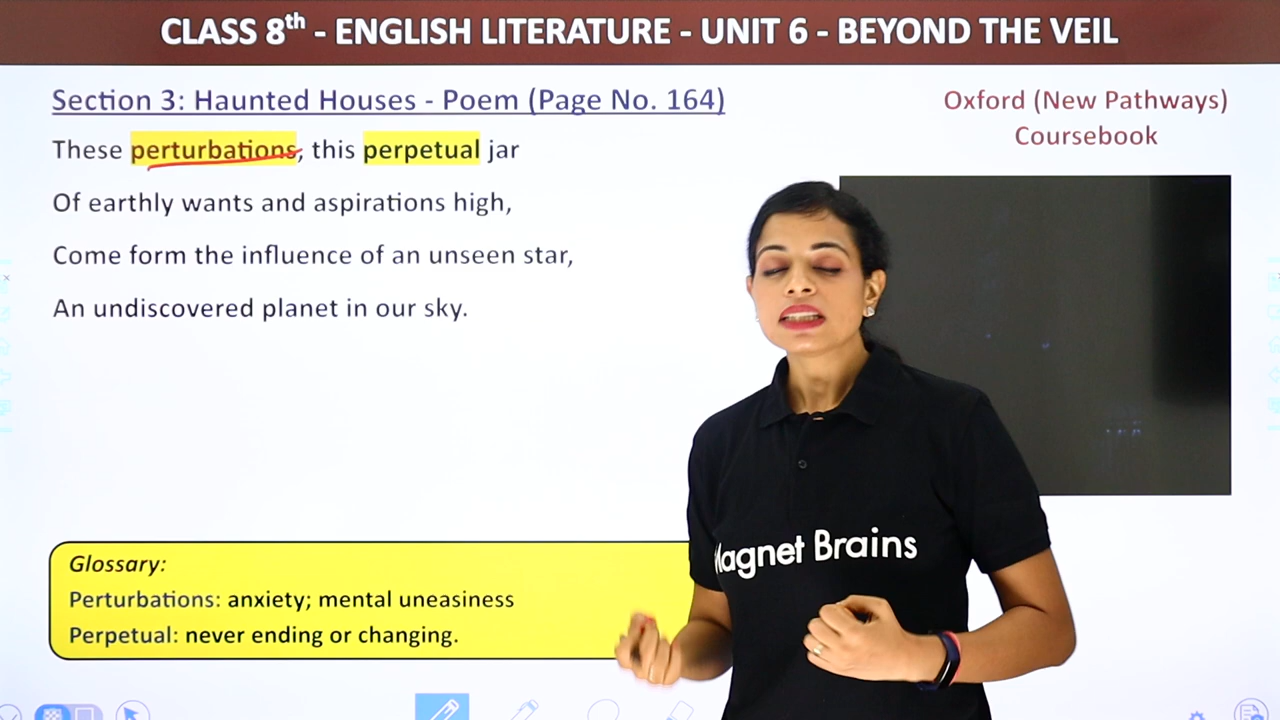 CLASS 8th - ENGLISH LITERATURE - UNIT 6 - BEYOND THE VEIL
Section 3: Haunted Houses - Poem (Page No. 164)
Oxford (New Pathways)
Coursebook
These perturbations, this perpetual jar
Of earthly wants and aspirations high,
Come form the influence of an unseen star,
An undiscovered planet in our sky.
Magnet Brains
Glossary:
Perturbations: anxiety; mental uneasiness
Perpetual: never ending or changing.